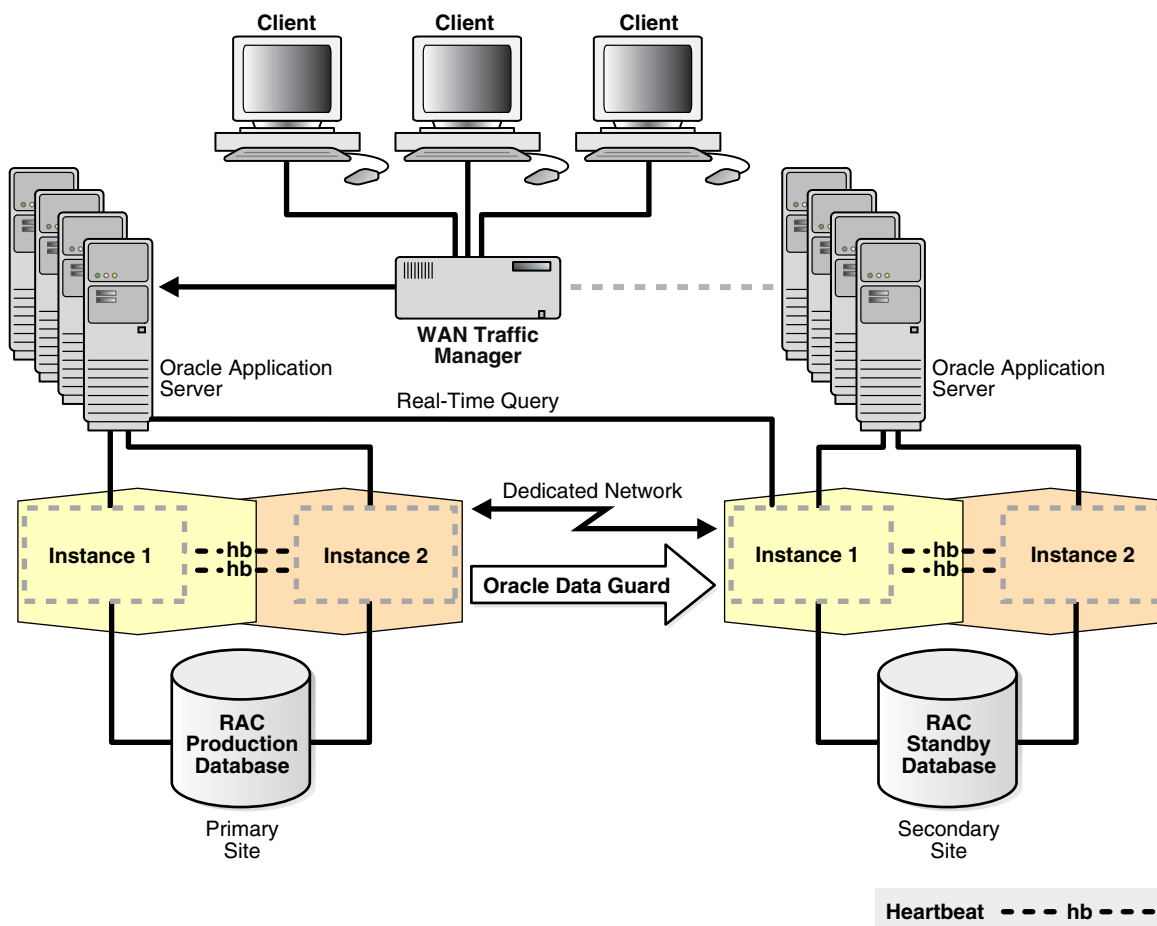 Client
Client
Client
WAN Traffic
Manager
Oracle Application
Server
Oracle Application
Server
Real-Time Query
Dedicated Network
Instance 1
hb
hb
Instance 2
Oracle Data Guard
Instance 1
hb
hb
Instance 2
RAC
Production
Database
RAC
Standby
Database
Primary
Site
Secondary
Site
Heartbeat
hb